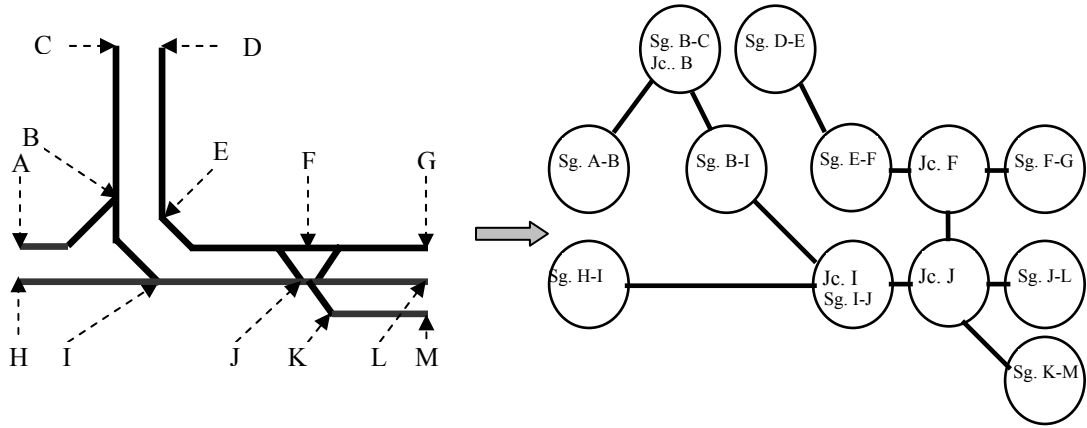 C
D
B
A
E
F
G
H
I
J
K
L
M
Sg. B-C
Jc.. B
Sg. D-E
Sg. A-B
Sg. B-I
Sg. E-F
Jc. F
Sg. F-G
Sg. H-I
Jc. I
Sg. I-J
Jc. J
Sg. J-L
Sg. K-M